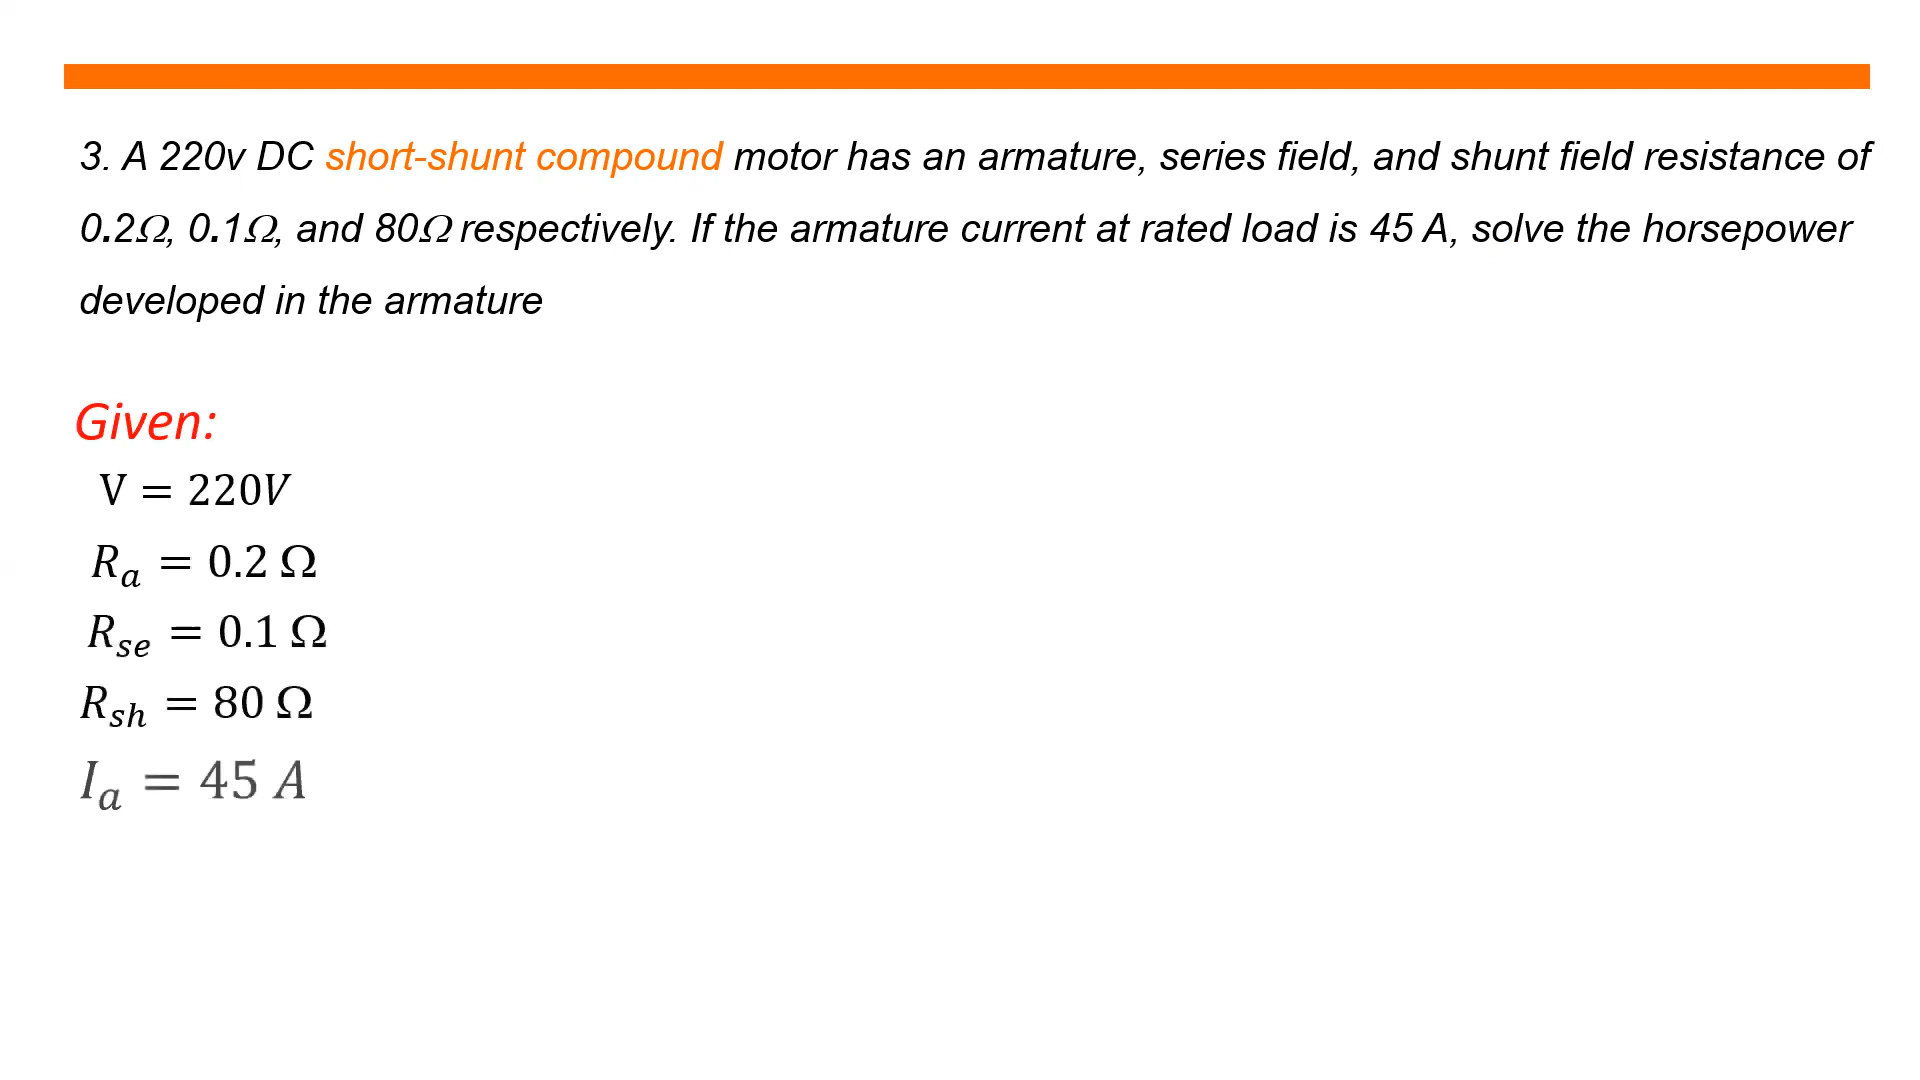 3. A 220v DC short-shunt compound motor has an armature, series field, and shunt field resistance of
0.2Ω, 0.1Ω, and 80Ω respectively. If the armature current at rated load is 45 A, solve the horsepower
developed in the armature
Given:
V = 220V
Rₐ = 0.2 Ω
R_se = 0.1 Ω
R_sh = 80 Ω
Iₐ = 45 A